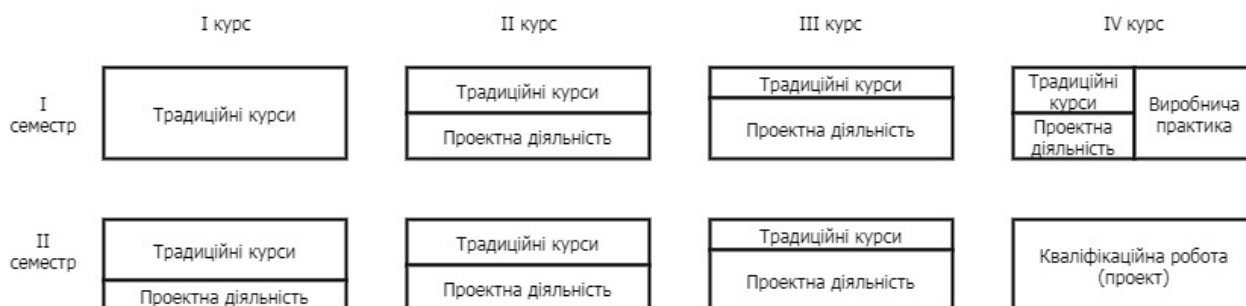 I курс
II курс
III курс
IV курс
I
семестр
Традиційні курси
Традиційні курси
Проектна діяльність
Традиційні курси
Проектна діяльність
Традиційні
курси
Проектна
діяльність
Виробнича
практика
II
семестр
Традиційні курси
Проектна діяльність
Традиційні курси
Проектна діяльність
Традиційні курси
Проектна діяльність
Кваліфікаційна робота
(проект)